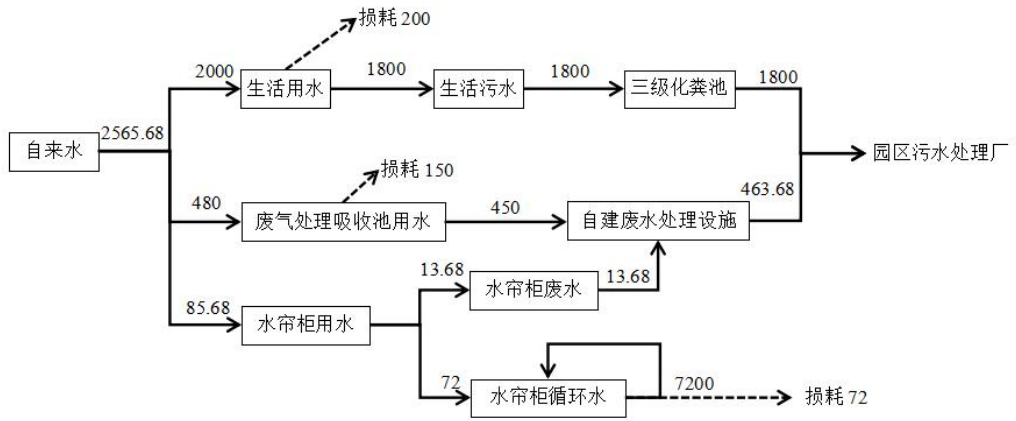 损耗 200
2000
生活用水
1800
生活污水
1800
三级化粪池
1800
自来水
2565.68
园区污水处理厂
损耗 150
480
废气处理吸收池用水
450
自建废水处理设施
463.68
85.68
水帘柜用水
13.68
水帘柜废水
13.68
72
水帘柜循环水
7200
损耗 72